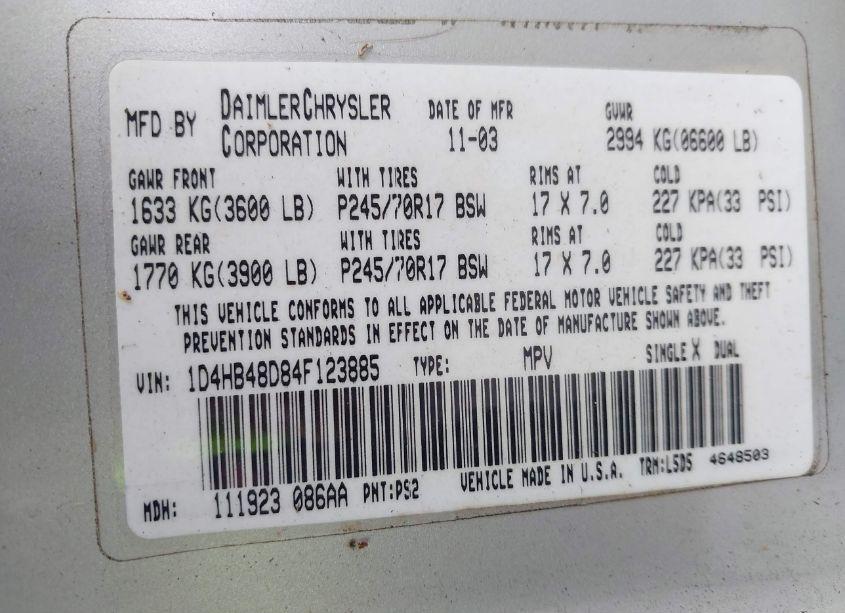 MFD BY DAIMLERCHRYSLER CORPORATION DATE OF MFR 11-03 GVWR 2994 KG(06600 LB)
GAWR FRONT WITH TIRES RIMS AT COLD
1633 KG(3600 LB) P245/70R17 BSW 17 X 7.0 227 KPA(33 PSI)
GAWR REAR WITH TIRES RIMS AT COLD
1770 KG(3900 LB) P245/70R17 BSW 17 X 7.0 227 KPA(33 PSI)
THIS VEHICLE CONFORMS TO ALL APPLICABLE FEDERAL MOTOR VEHICLE SAFETY AND THEFT
PREVENTION STANDARDS IN EFFECT ON THE DATE OF MANUFACTURE SHOWN ABOVE.
VIN: 1D4HB48D84F123885 TYPE: MPV SINGLE X DUAL
MDH: 111923 086AA PNT:PS2 VEHICLE MADE IN U.S.A. TRM:L5D5 4648503